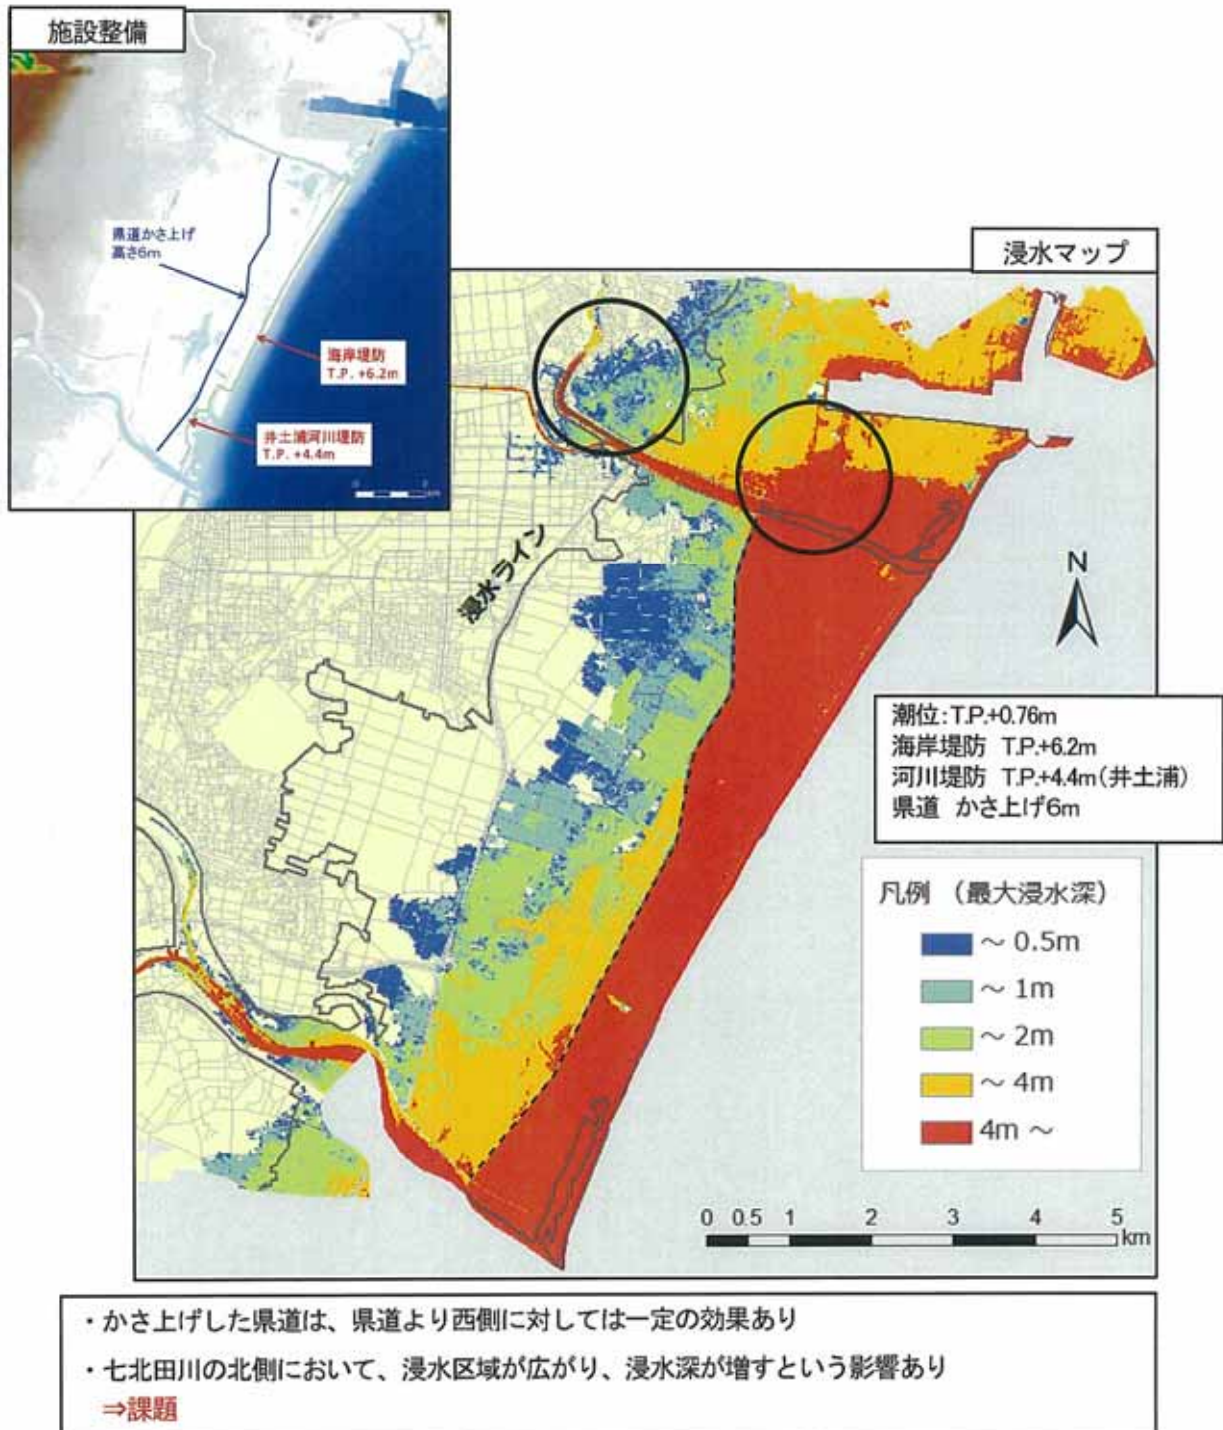 施設整備
県道かさ上げ
高さ6m
海岸堤防
T.P. +6.2m
井土浦河川堤防
T.P. +4.4m
浸水マップ
浸水ライン
N
潮位:T.P.+0.76m
海岸堤防 T.P.+6.2m
河川堤防 T.P.+4.4m(井土浦)
県道 かさ上げ6m
凡例 (最大浸水深)
~ 0.5m
~ 1m
~ 2m
~ 4m
4m ~
0 0.5 1 2 3 4 5
km
・かさ上げした県道は、県道より西側に対しては一定の効果あり
・七北田川の北側において、浸水区域が広がり、浸水深が増すという影響あり
⇒課題